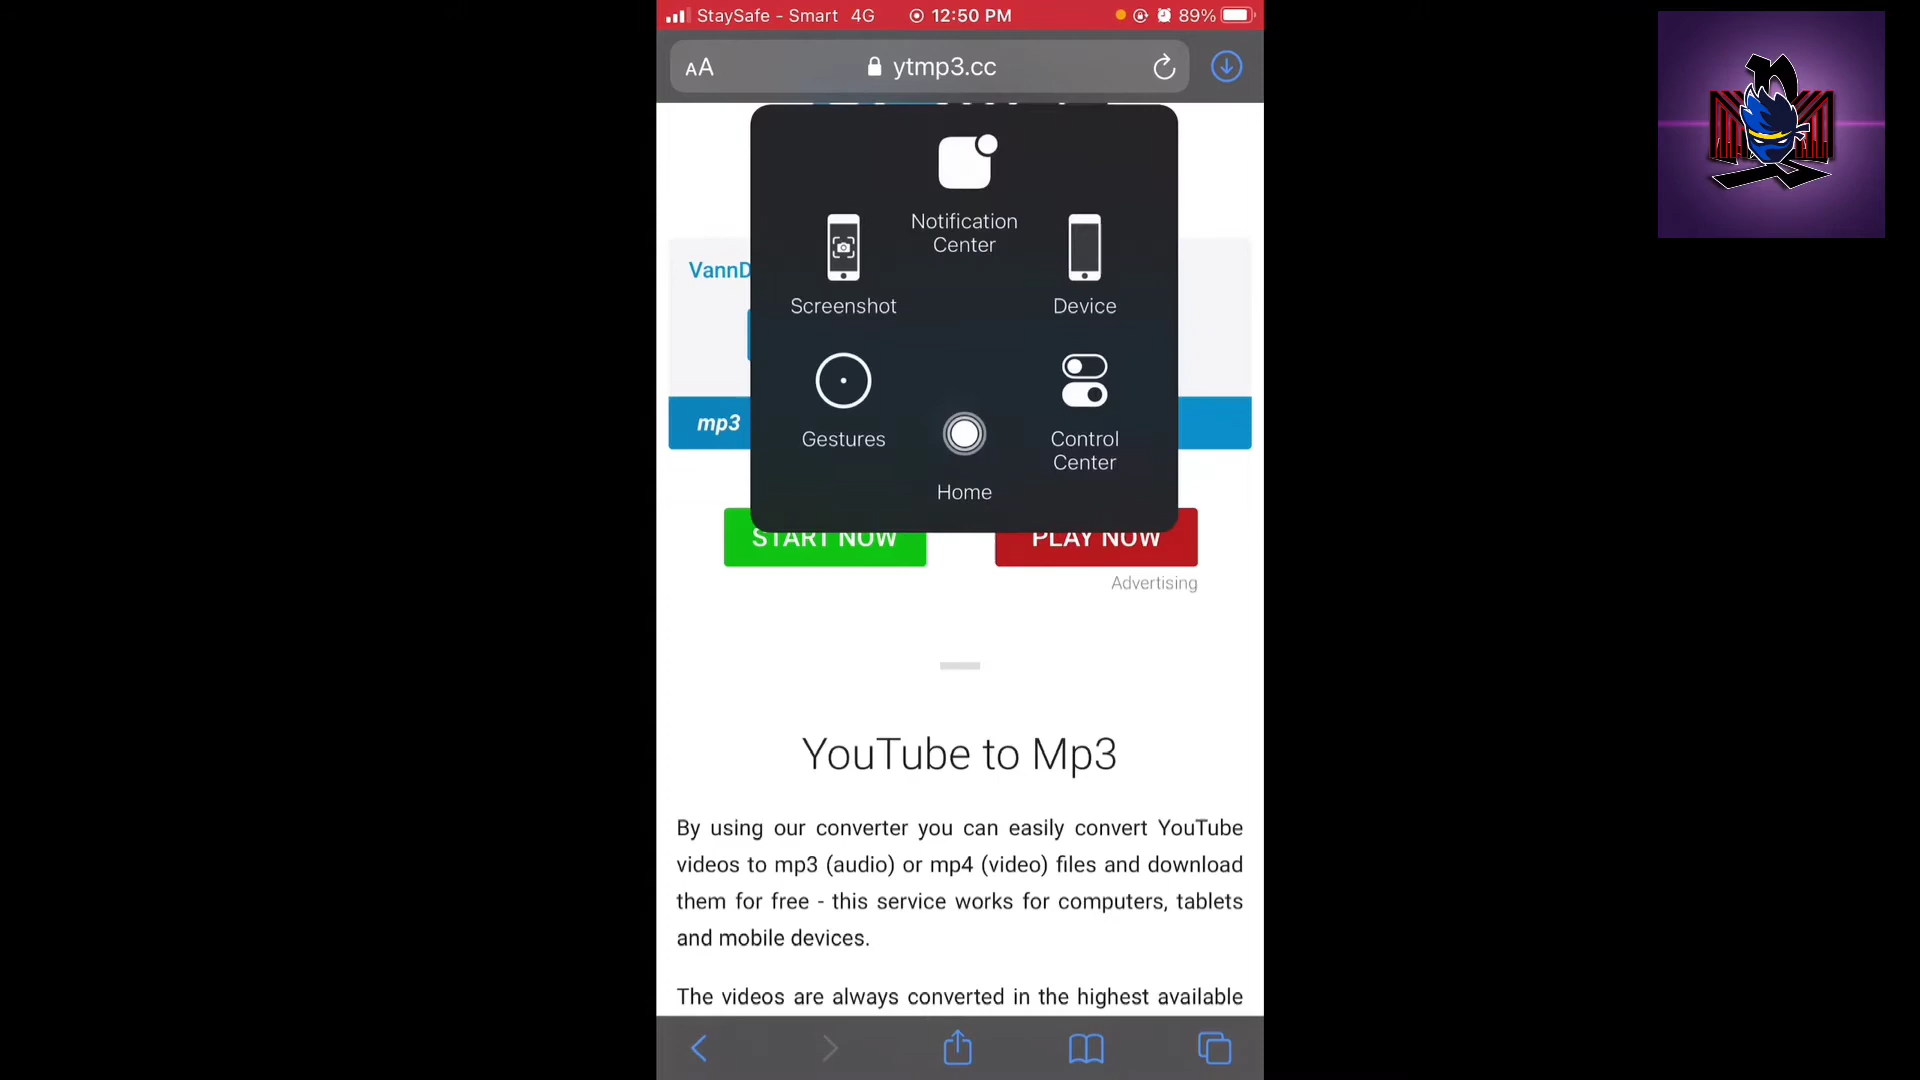 StaySafe - Smart 4G 12:50 PM 89%
AA ytmp3.cc
Notification
Center
Screenshot
Device
VannD
mp3
Gestures
Control
Center
Home
START NOW
PLAY NOW
Advertising
YouTube to Mp3
By using our converter you can easily convert YouTube
videos to mp3 (audio) or mp4 (video) files and download
them for free - this service works for computers, tablets
and mobile devices.
The videos are always converted in the highest available